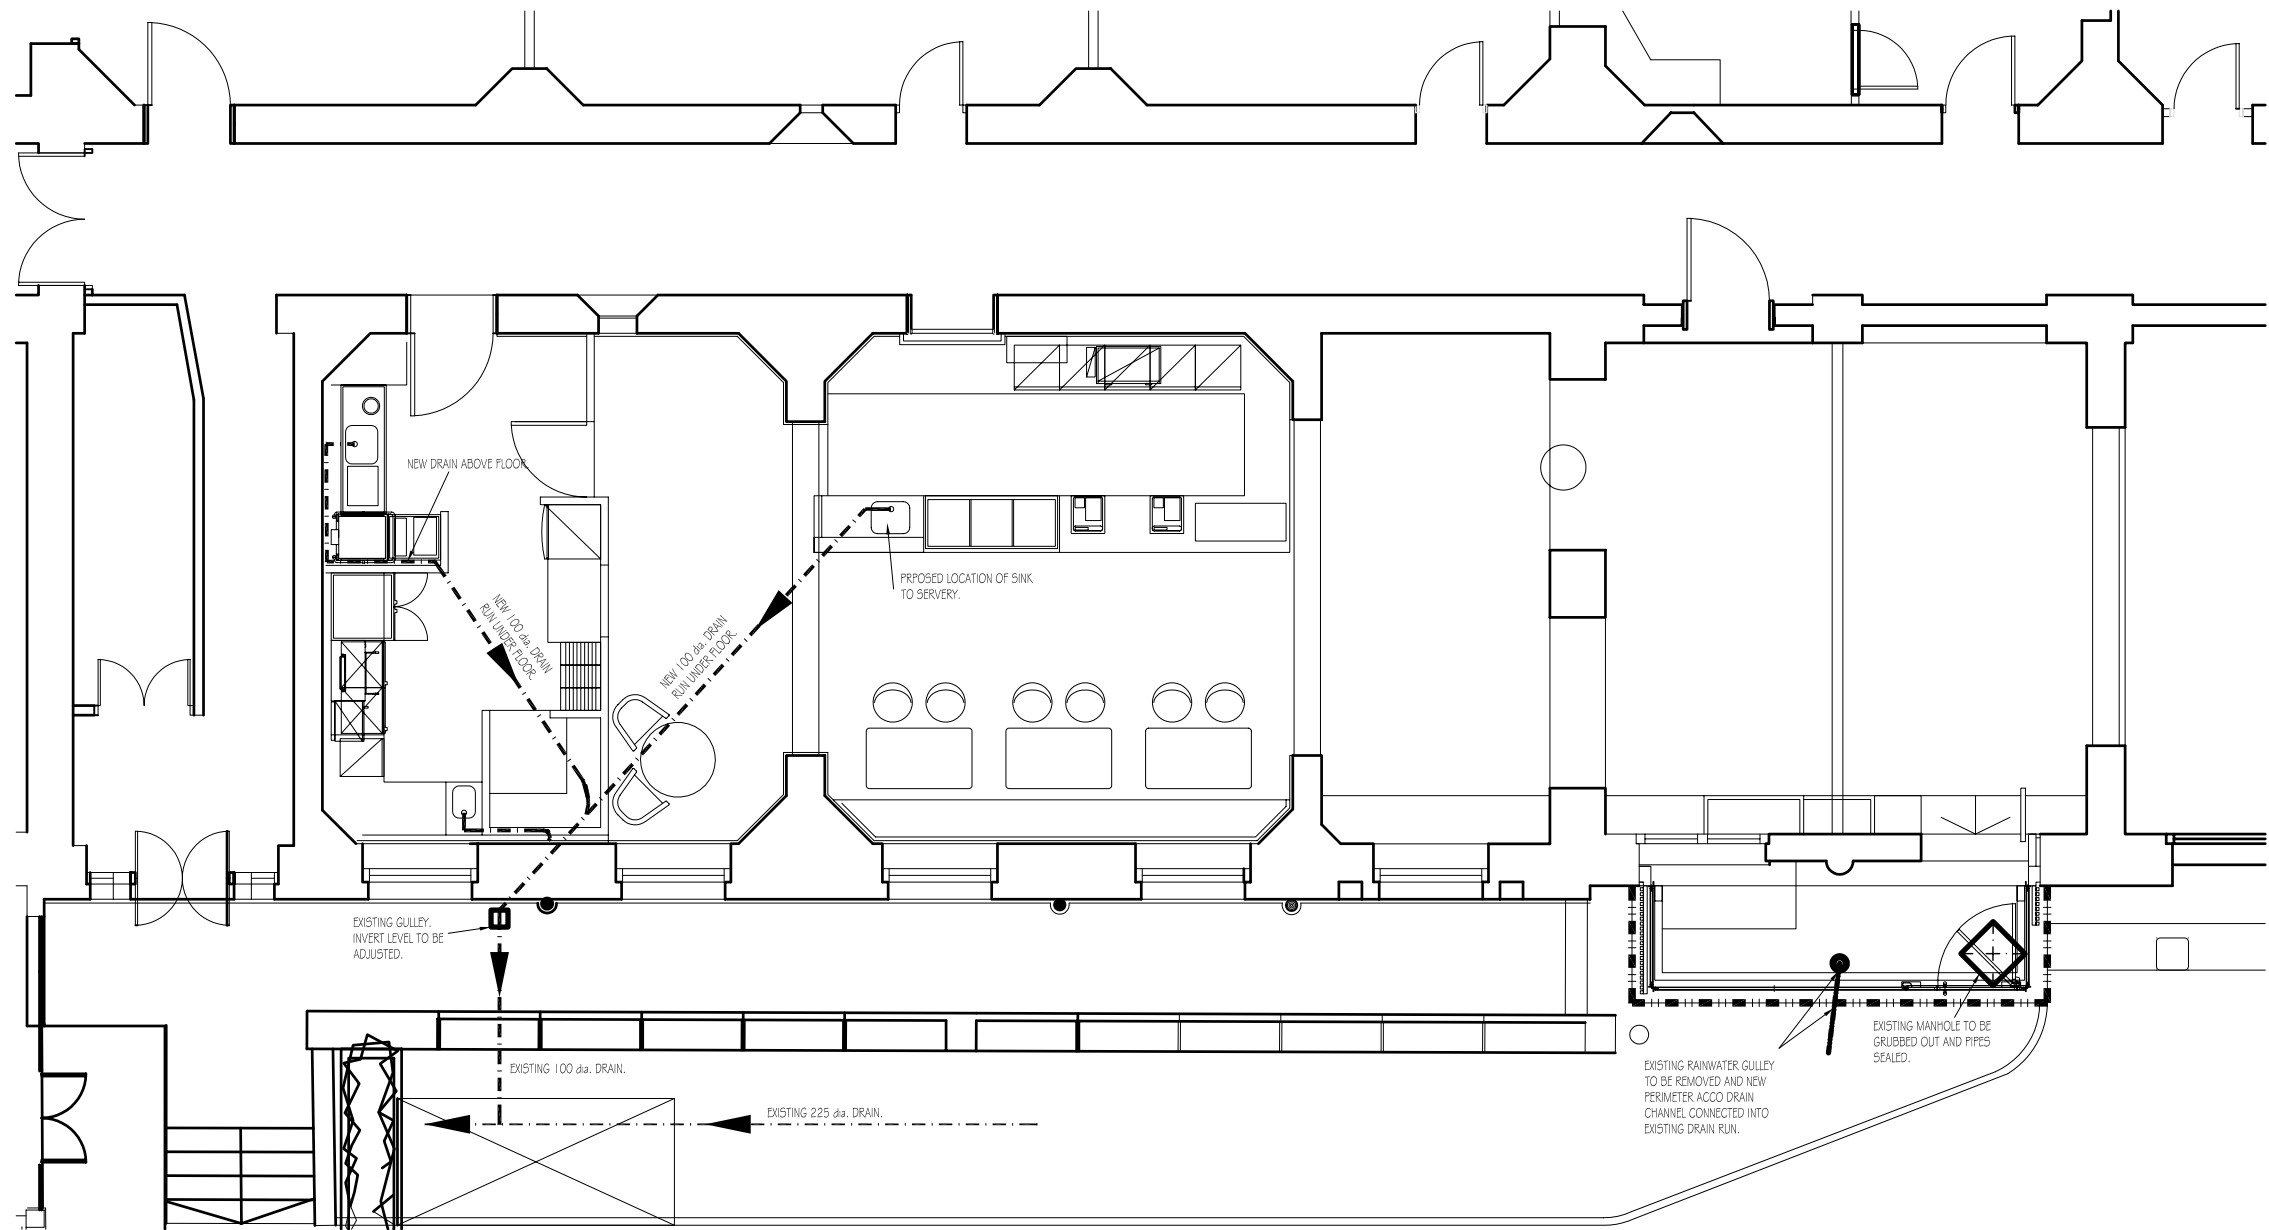 NEW DRAIN ABOVE FLOOR.
PRPOSED LOCATION OF SINK
TO SERVERY.
NEW 100 dia. DRAIN
RUN UNDER FLOOR.
NEW 100 dia. DRAIN
RUN UNDER FLOOR.
EXISTING GULLEY.
INVERT LEVEL TO BE
ADJUSTED.
EXISTING 100 dia. DRAIN.
EXISTING 225 dia. DRAIN.
EXISTING RAINWATER GULLEY
TO BE REMOVED AND NEW
PERIMETER ACCO DRAIN
CHANNEL CONNECTED INTO
EXISTING DRAIN RUN.
EXISTING MANHOLE TO BE
GRUBBED OUT AND PIPES
SEALED.